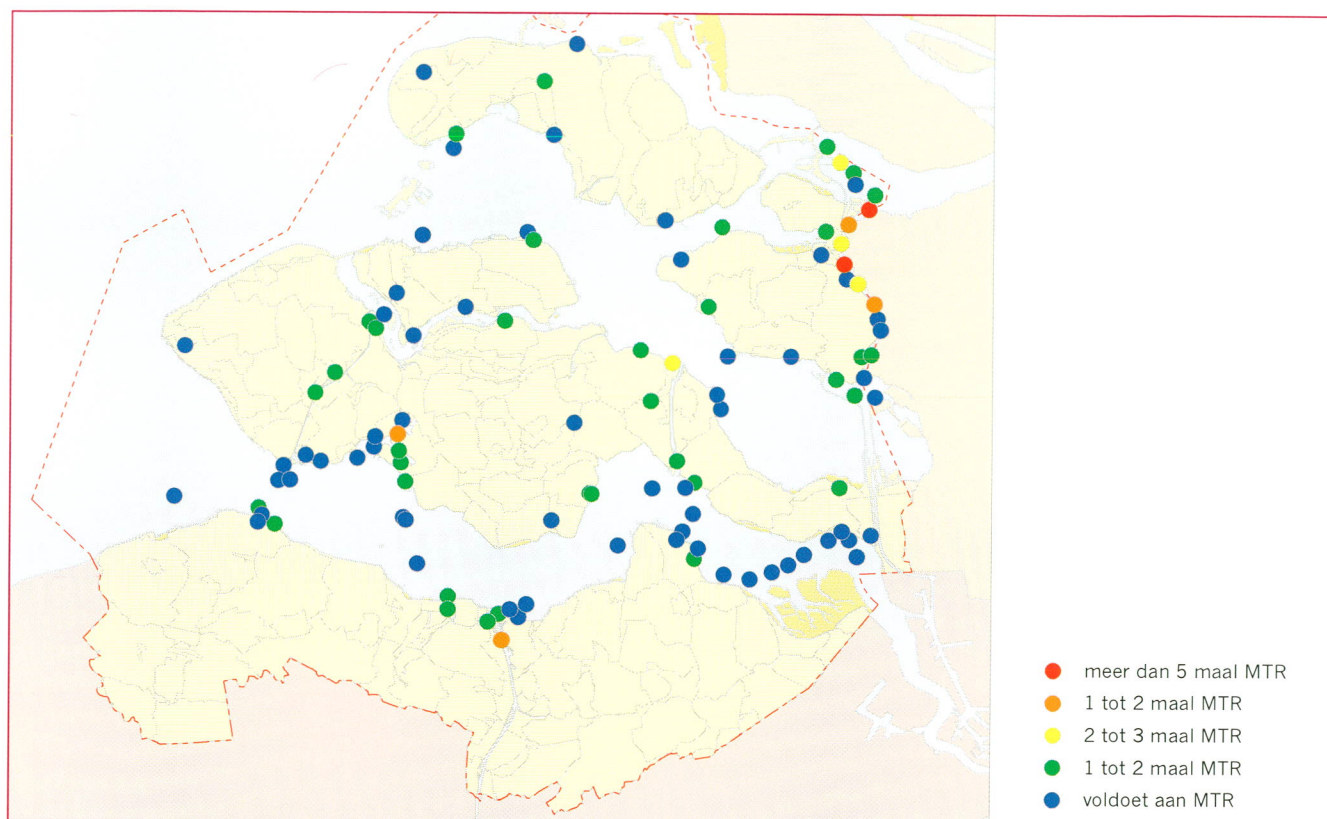 meer dan 5 maal MTR
1 tot 2 maal MTR
2 tot 3 maal MTR
1 tot 2 maal MTR
voldoet aan MTR